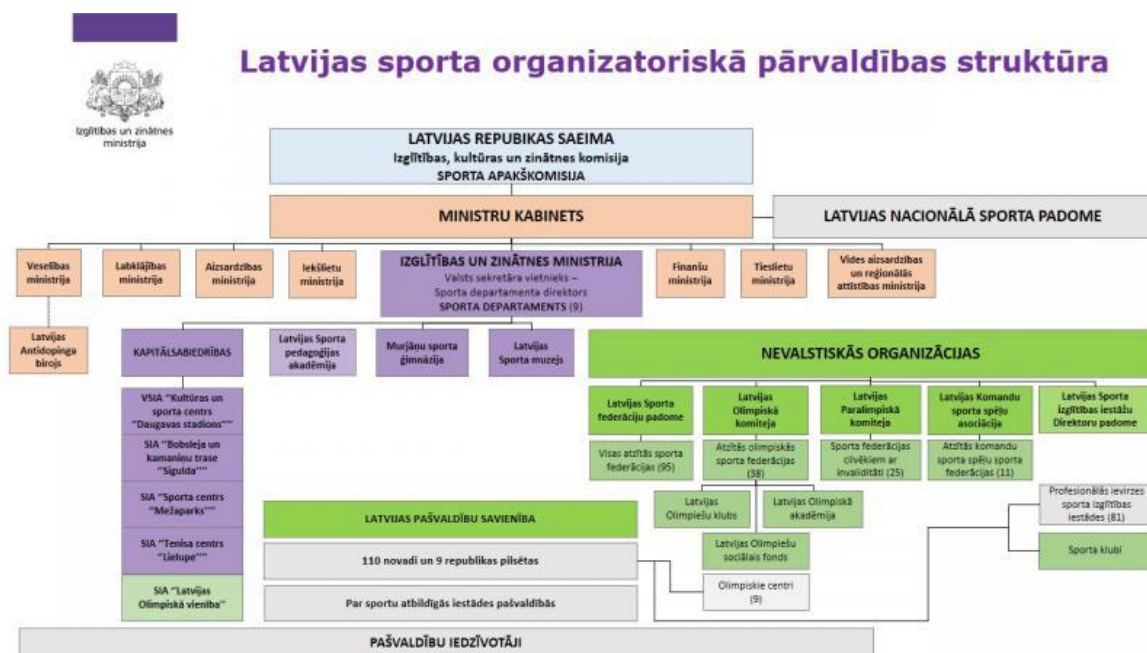 Latvijas sporta organizatoriskā pārvaldības struktūra
Izglītības un zinātnes
ministrija
LATVIJAS REPUBIKAS SAEIMA
Izglītības, kultūras un zinātnes komisija
SPORTA APAKŠKOMISIJA
MINISTRU KABINETS
LATVIJAS NACIONĀLĀ SPORTA PADOME
Veselības
ministrija
Labklājības
ministrija
Aizsardzības
ministrija
Iekšlietu
ministrija
IZGLĪTĪBAS UN ZINĀTNES MINISTRIJA
Valsts sekretāra vietnieks –
Sporta departamenta direktors
SPORTA DEPARTAMENTS (9)
Finanšu
ministrija
Tieslietu
ministrija
Vides aizsardzības
un reģionālās
attīstības ministrija
Latvijas
Antidopinga
birojs
KAPITĀLSABIEDRĪBAS
Latvijas Sporta
pedagoģijas
akadēmija
Murjāņu sporta
ģimnāzija
Latvijas
Sporta muzejs
NEVALSTISKĀS ORGANIZĀCIJAS
VSIA "Kultūras un
sporta centrs
"Daugavas stadions""
SIA "Bobsleja un
kamaniņu trase
"Sigulda""
SIA "Sporta centrs
"Mežaparks"
SIA "Tenisa centrs
"Lielupe""
SIA "Latvijas
Olimpiskā vienība"
Latvijas Sporta
federāciju padome
Latvijas
Olimpiskā
komiteja
Latvijas
Paralimpiskā
komiteja
Latvijas Komandu
sporta spēļu
asociācija
Latvijas Sporta
izglītības iestāžu
Direktoru padome
Visas atzītās sporta
federācijas (95)
Atzītās olimpiskās
sporta federācijas
(38)
Sporta federācijas
cilvēkiem ar
invaliditāti (25)
Atzītās komandu
sporta spēļu sporta
federācijas (11)
Latvijas
Olimpiešu klubs
Latvijas Olimpiskā
akadēmija
Latvijas Olimpiešu
sociālais fonds
Olimpiskie centri
(9)
Profesionālās ievirzes
sporta izglītības
iestādes (81)
Sporta klubi
LATVIJAS PAŠVALDĪBU SAVIENĪBA
110 novadi un 9 republikas pilsētas
Par sportu atbildīgās iestādes pašvaldībās
PAŠVALDĪBU IEDZĪVOTĀJI